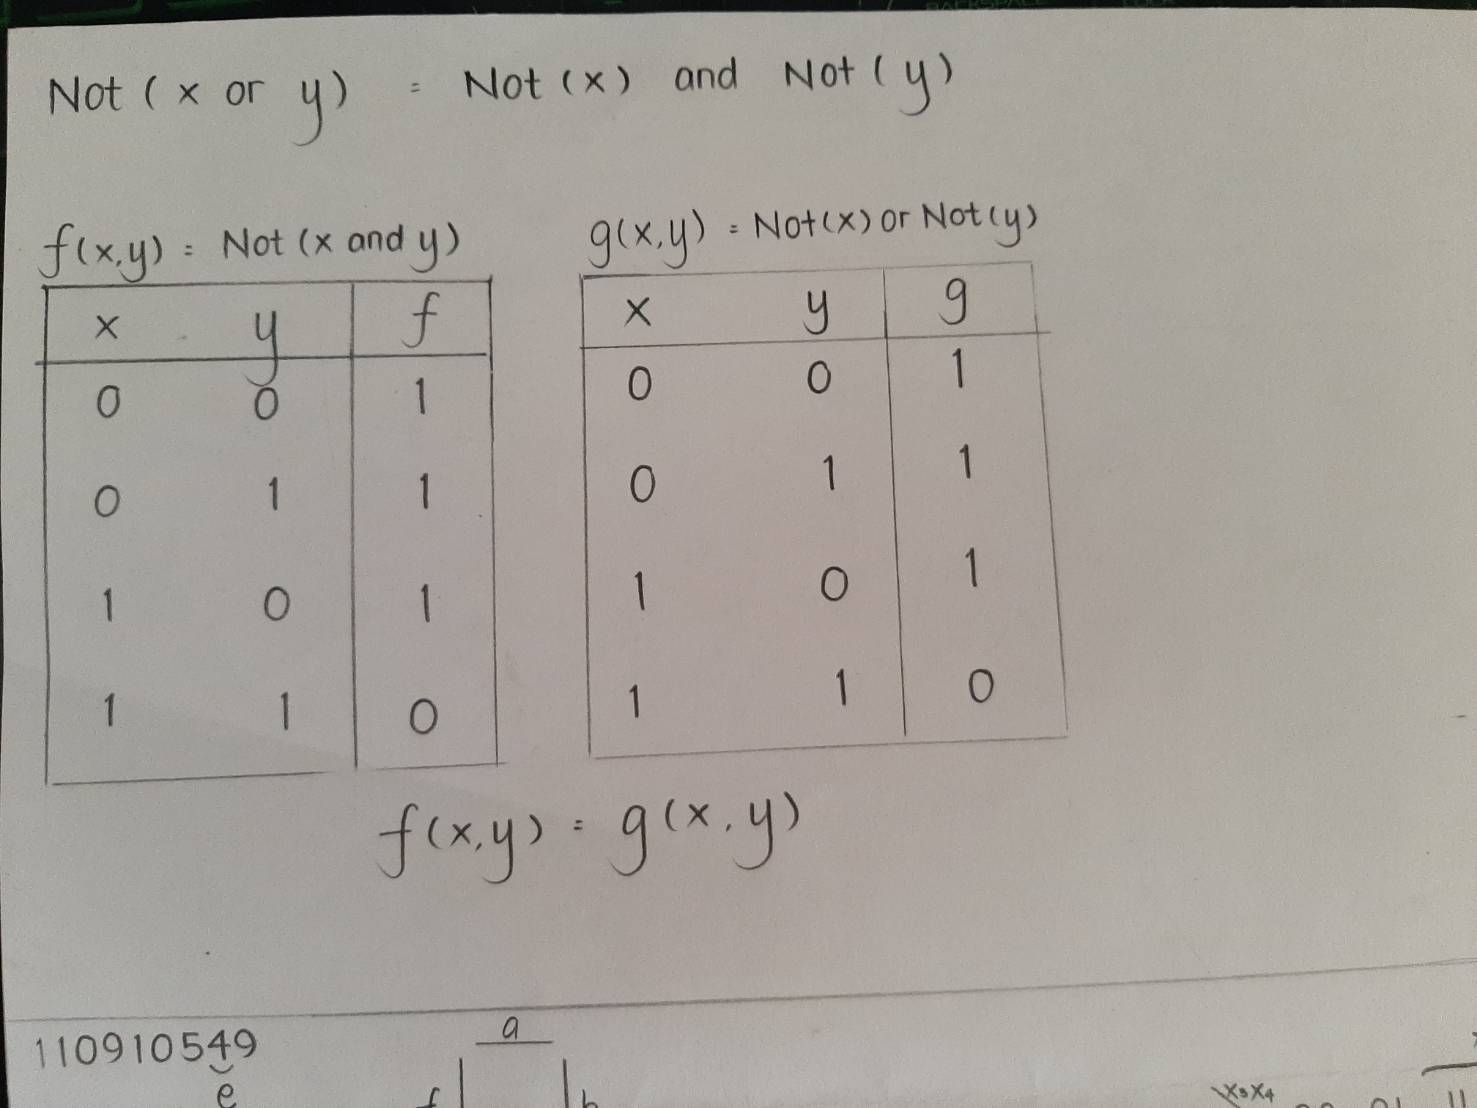 Not (x or y) = Not (x) and Not (y)
f(x,y) = Not (x and y)
x y f
0 0 1
0 1 1
1 0 1
1 1 0
g(x,y) = Not(x) or Not(y)
x y g
0 0 1
0 1 1
1 0 1
1 1 0
f(x,y) = g(x,y)
110910549
e
a
f
b
x3x4